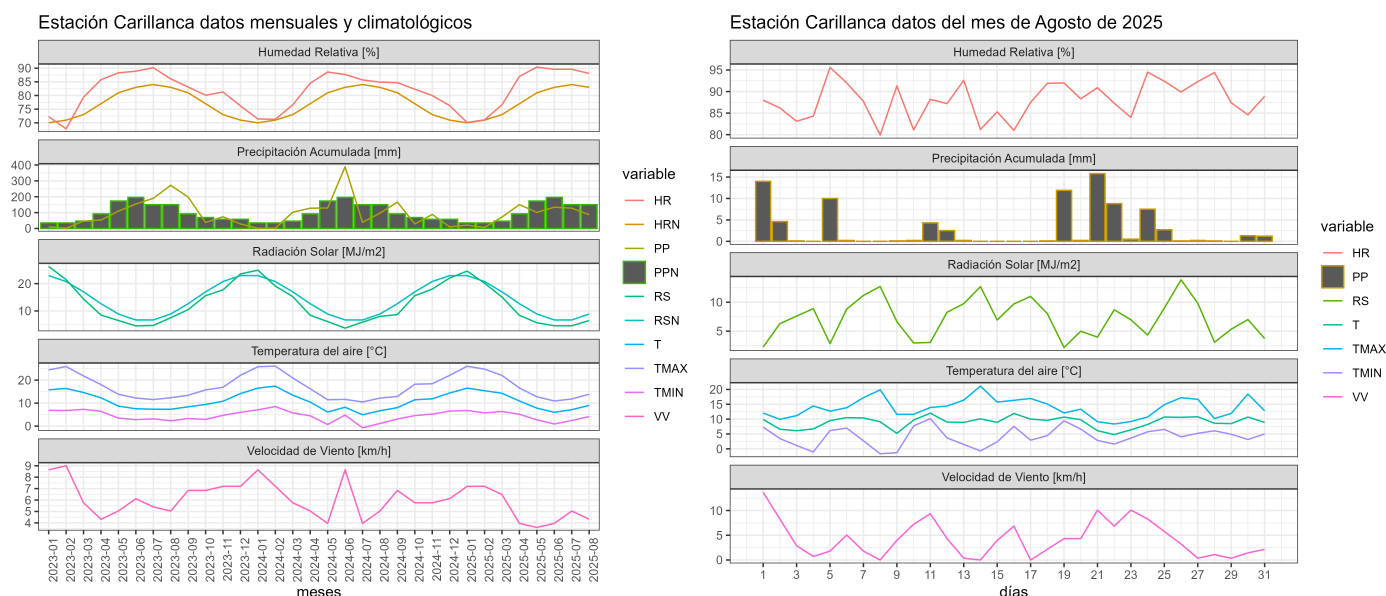 Estación Carillanca datos mensuales y climatológicos
Humedad Relativa [%]
90
85
80
75
70
Precipitación Acumulada [mm]
400
300
200
100
0
Radiación Solar [MJ/m2]
20
10
Temperatura del aire [°C]
20
10
0
Velocidad de Viento [km/h]
9
8
7
6
5
4
2023-01
2023-02
2023-03
2023-04
2023-05
2023-06
2023-07
2023-08
2023-09
2023-10
2023-11
2023-12
2024-01
2024-02
2024-03
2024-04
2024-05
2024-06
2024-07
2024-08
2024-09
2024-10
2024-11
2024-12
2025-01
2025-02
2025-03
2025-04
2025-05
2025-06
2025-07
2025-08
meses
variable
HR
HRN
PP
PPN
RS
RSN
T
TMAX
TMIN
VV
Estación Carillanca datos del mes de Agosto de 2025
Humedad Relativa [%]
95
90
85
80
Precipitación Acumulada [mm]
15
10
5
0
Radiación Solar [MJ/m2]
10
5
Temperatura del aire [°C]
20
15
10
5
0
Velocidad de Viento [km/h]
10
5
0
1 3 5 7 9 11 13 15 17 19 21 23 25 27 29 31
días
variable
HR
PP
RS
T
TMAX
TMIN
VV